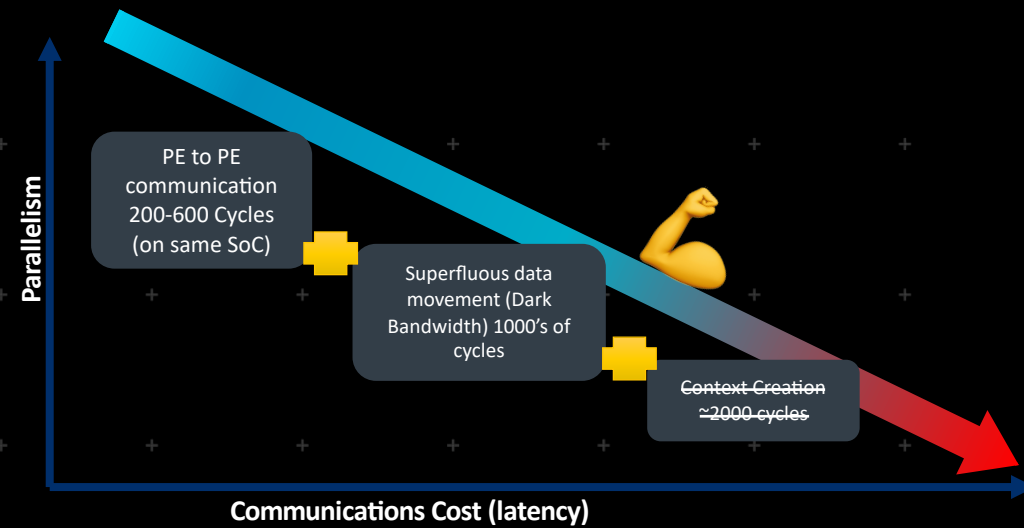 Parallelism
PE to PE
communication
200-600 Cycles
(on same SoC)
Superfluous data
movement (Dark
Bandwidth) 1000's of
cycles
Context Creation
~2000 cycles
Communications Cost (latency)